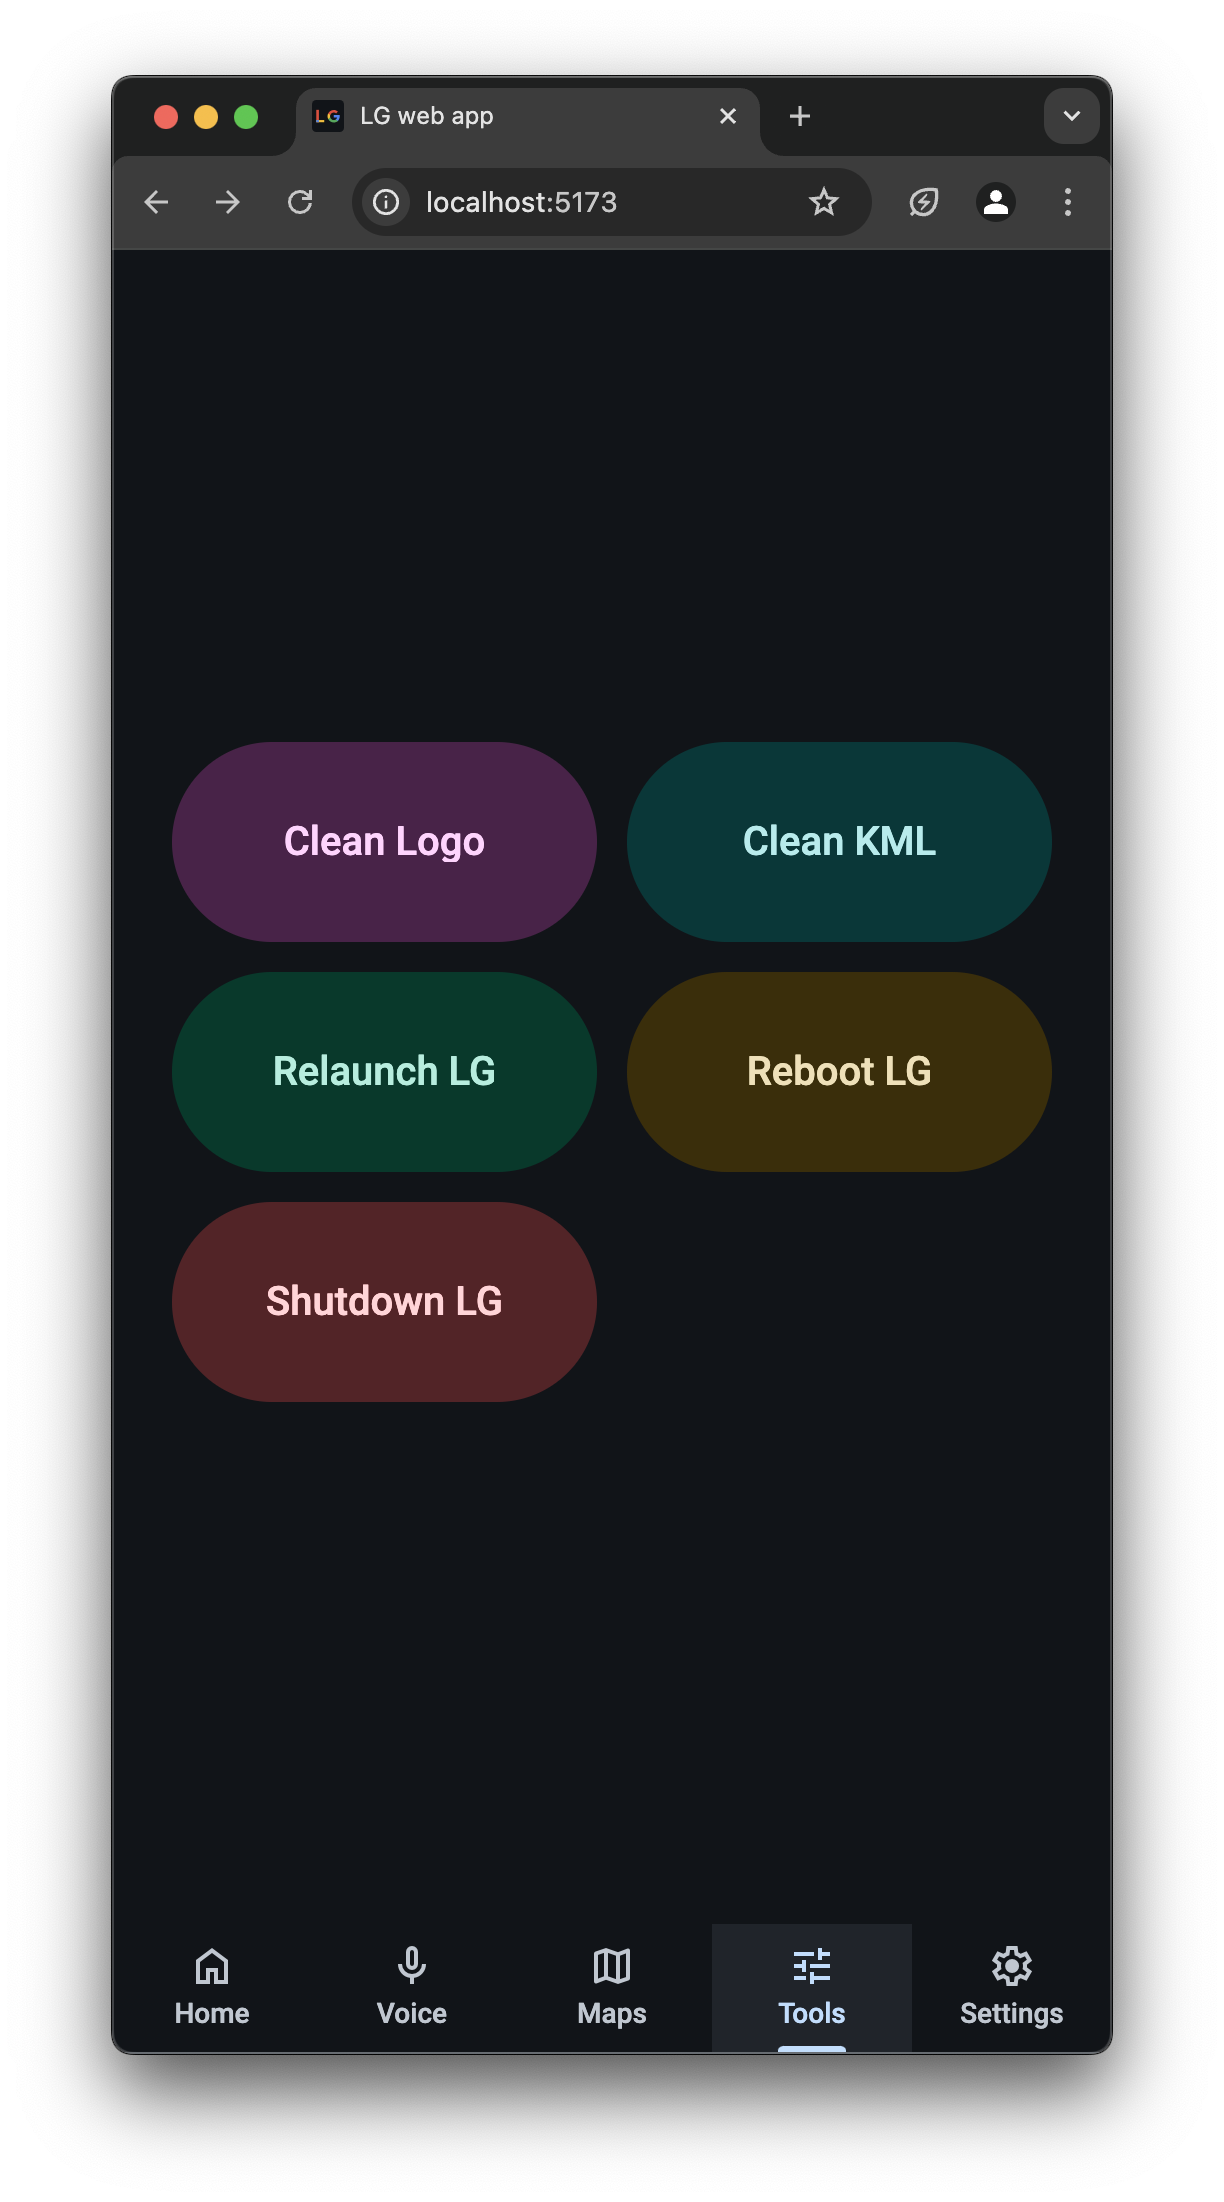 LG LG web app
localhost:5173
Clean Logo
Clean KML
Relaunch LG
Reboot LG
Shutdown LG
Home
Voice
Maps
Tools
Settings